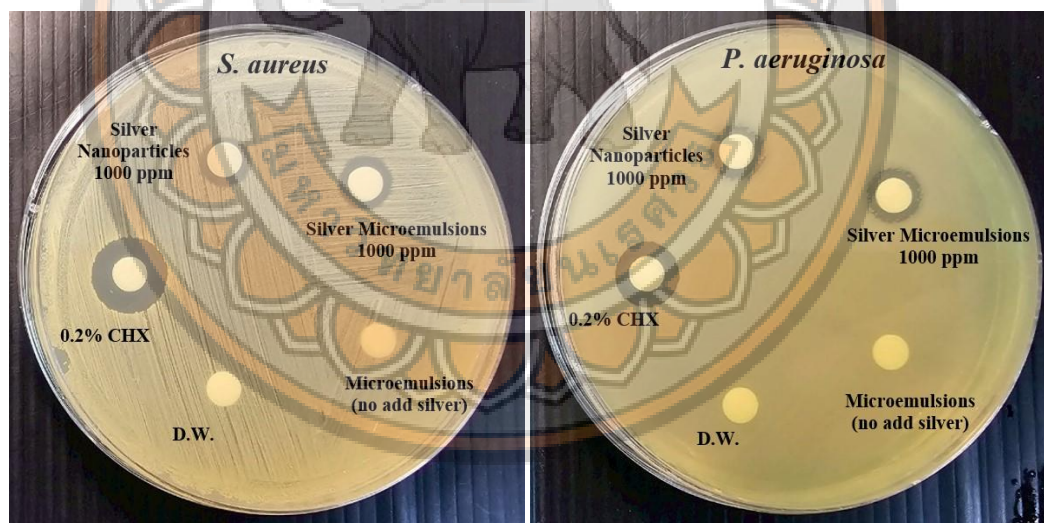 S. aureus
Silver
Nanoparticles
1000 ppm
Silver Microemulsions
1000 ppm
0.2% CHX
Microemulsions
(no add silver)
D.W.
P. aeruginosa
Silver
Nanoparticles
1000 ppm
Silver Microemulsions
1000 ppm
0.2% CHX
Microemulsions
(no add silver)
D.W.